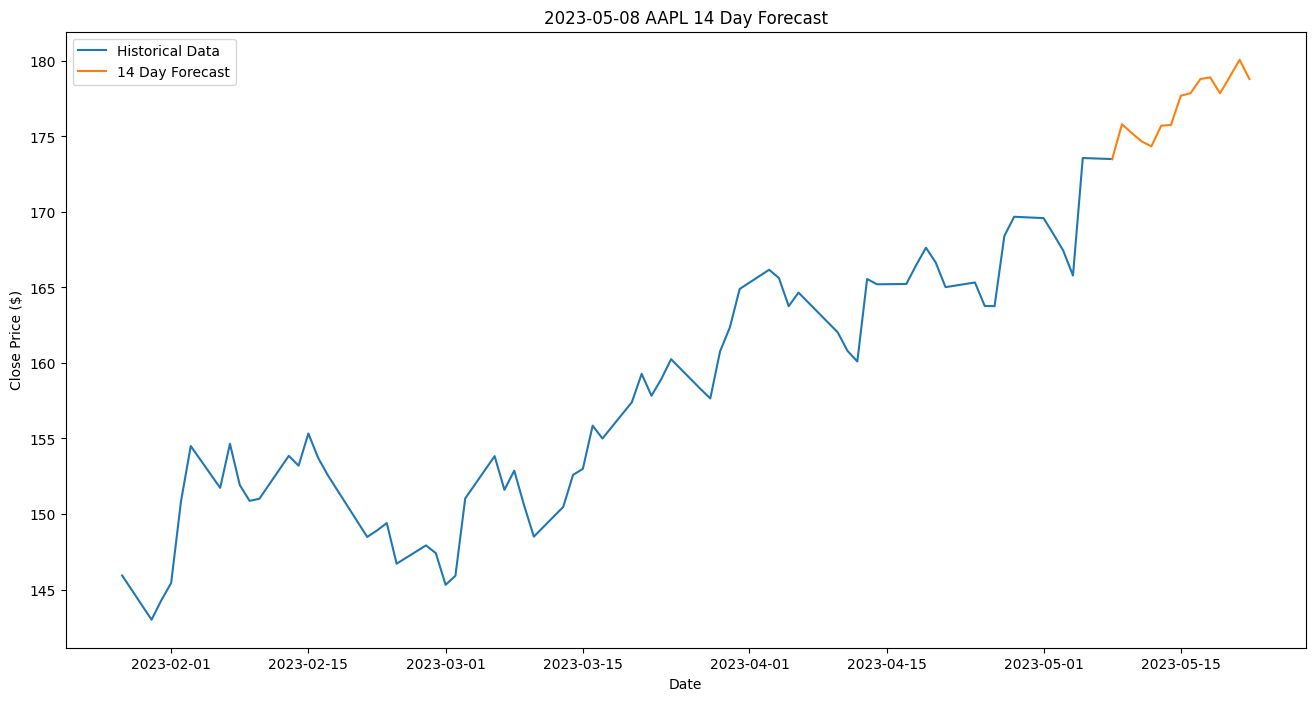 2023-05-08 AAPL 14 Day Forecast
Historical Data
14 Day Forecast
Close Price ($)
180
175
170
165
160
155
150
145
2023-02-01 2023-02-15 2023-03-01 2023-03-15 2023-04-01 2023-04-15 2023-05-01 2023-05-15
Date